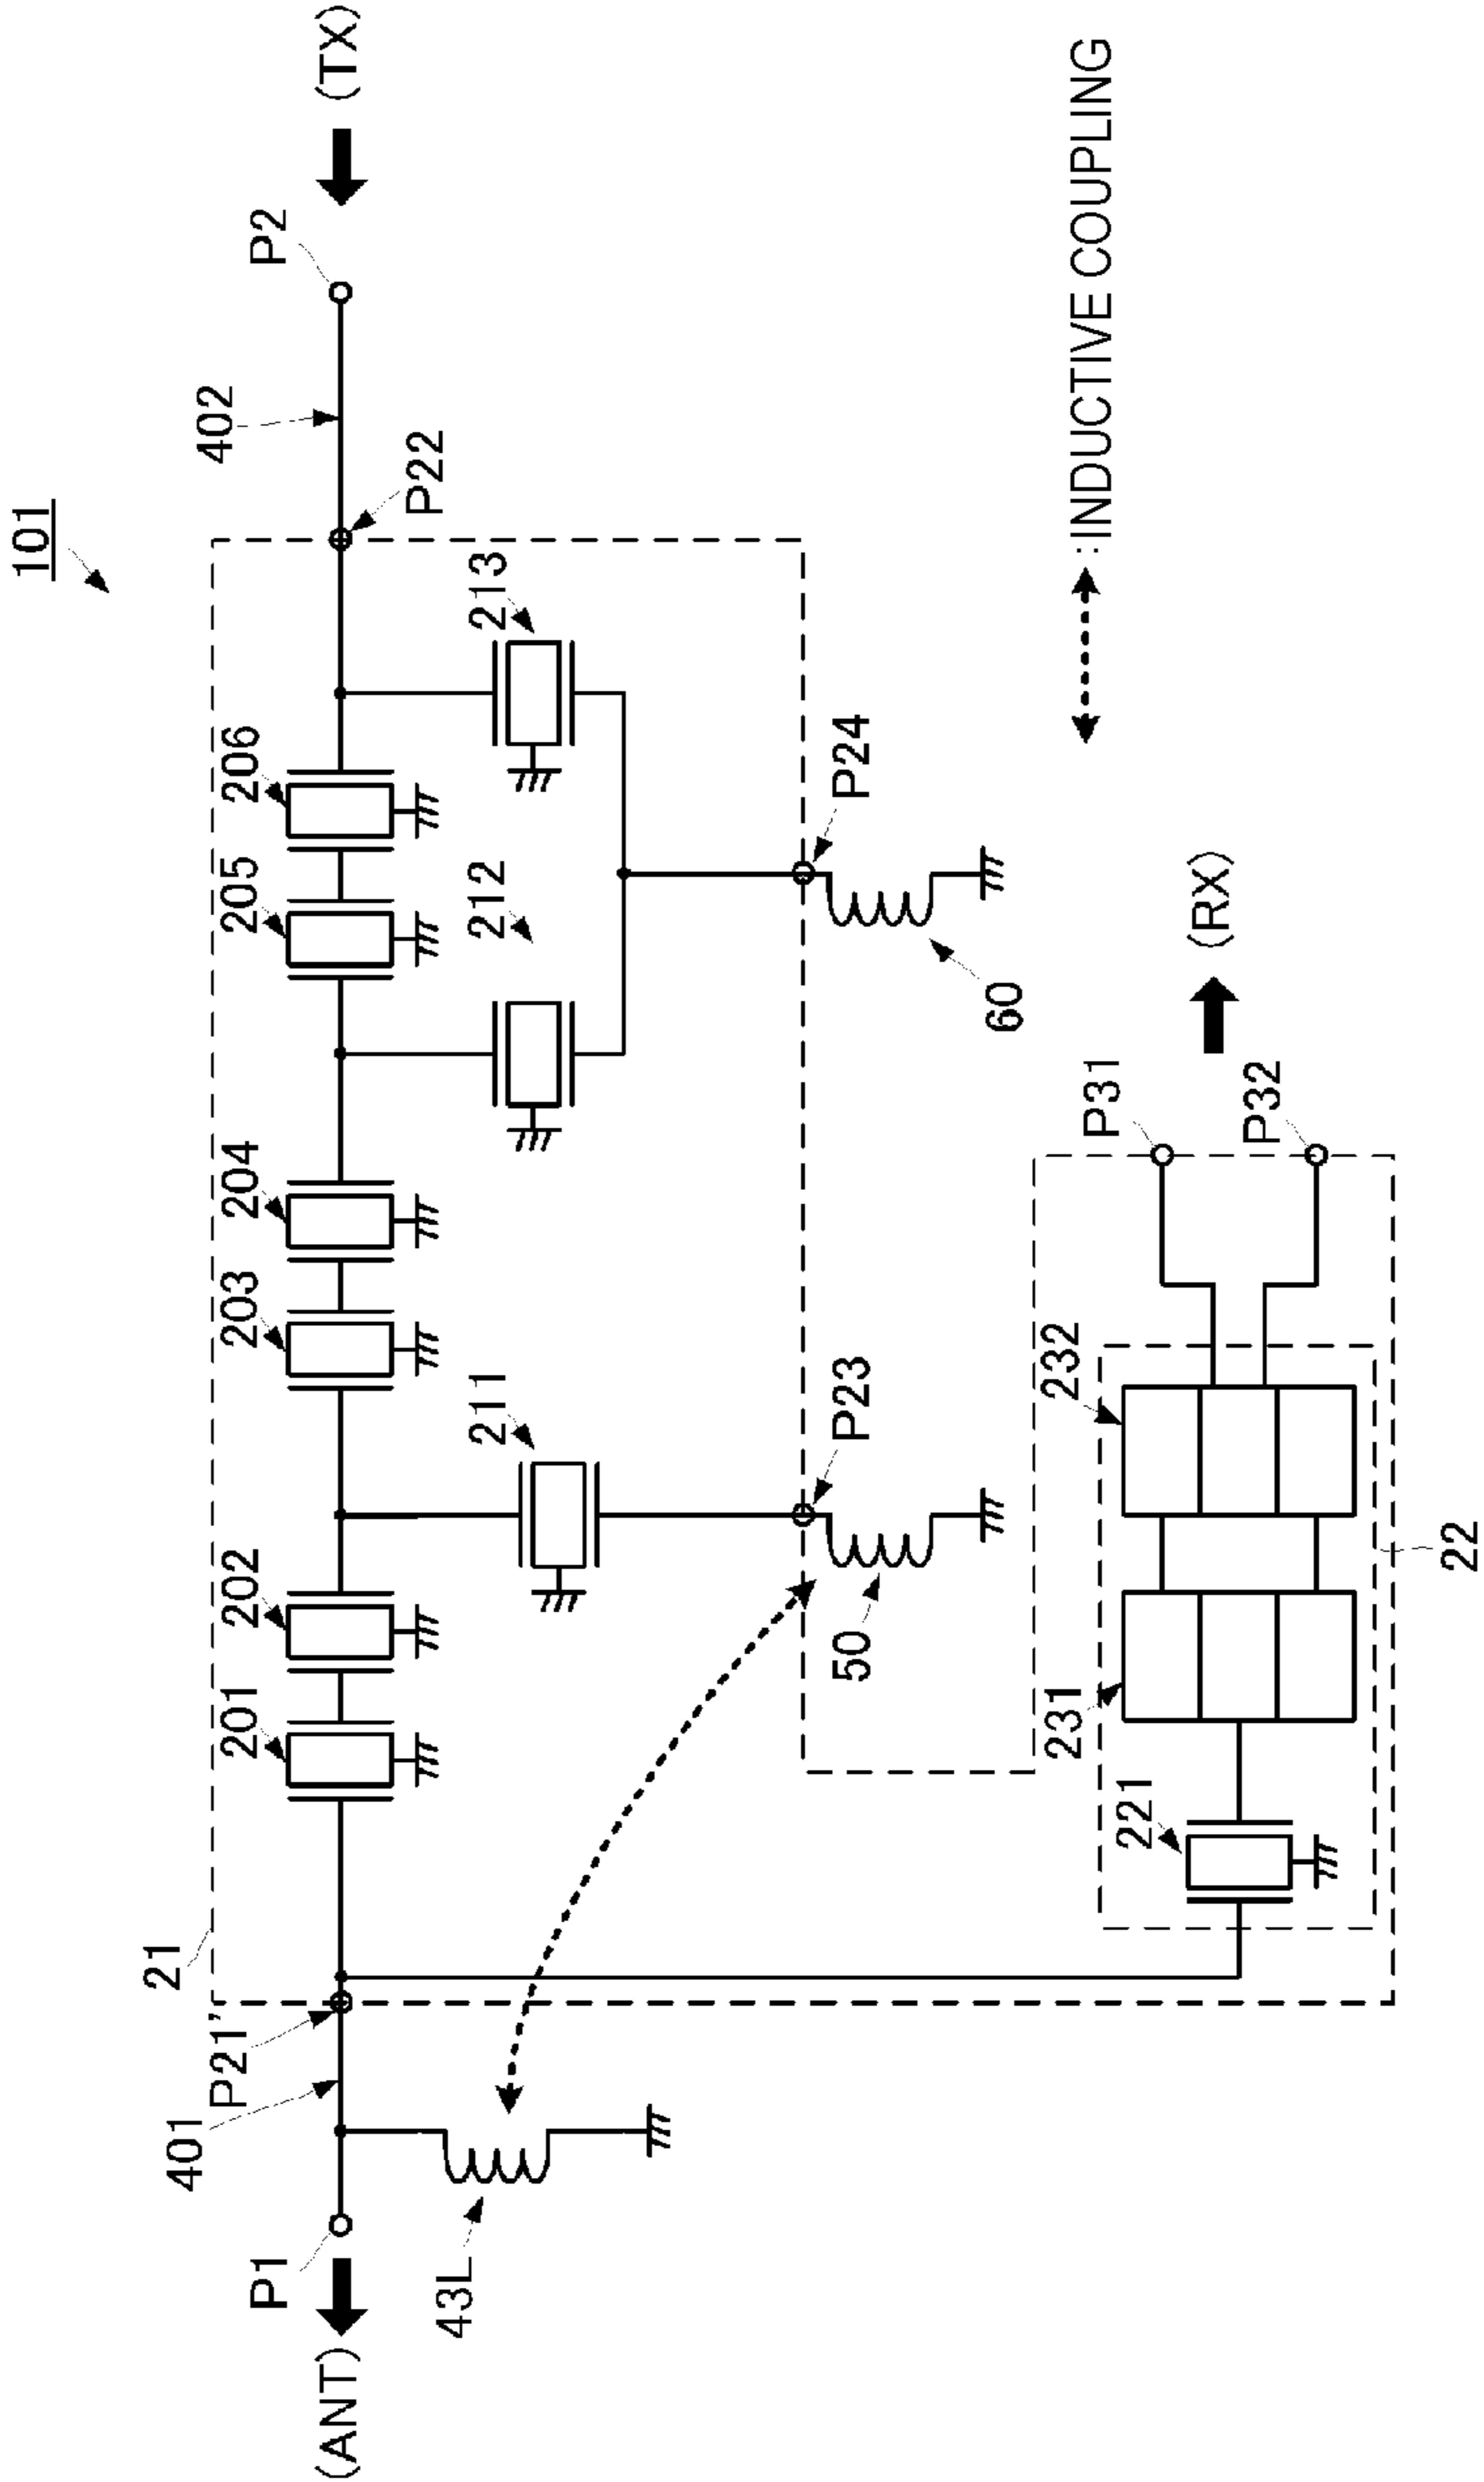 101
(ANT)
P1
401
P21'
21
201
202
203
204
205
206
402
P2
(TX)
P22
43L
211
212
213
50
P23
60
P24
:INDUCTIVE COUPLING
221
231
232
P31
P32
(RX)
22